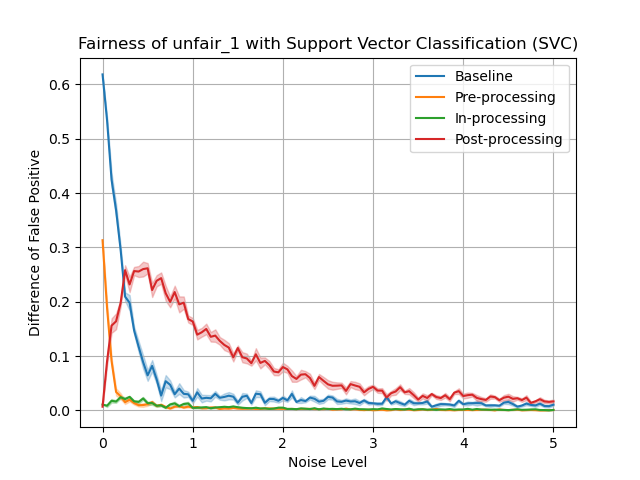 Fairness of unfair_1 with Support Vector Classification (SVC)
Difference of False Positive
0.6
0.5
0.4
0.3
0.2
0.1
0.0
Baseline
Pre-processing
In-processing
Post-processing
0 1 2 3 4 5
Noise Level